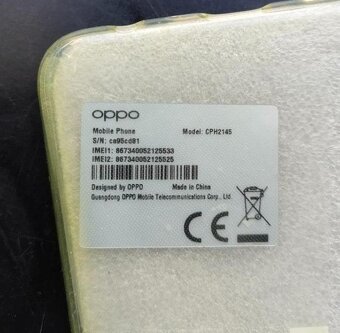 oppo
Mobile Phone Model: CPH2145
S/N: ca95cd81
IMEI1: 867340052125533
IMEI2: 867340052125525
Designed by OPPO Made in China
Guangdong OPPO Mobile Telecommunications Corp., Ltd.
CE